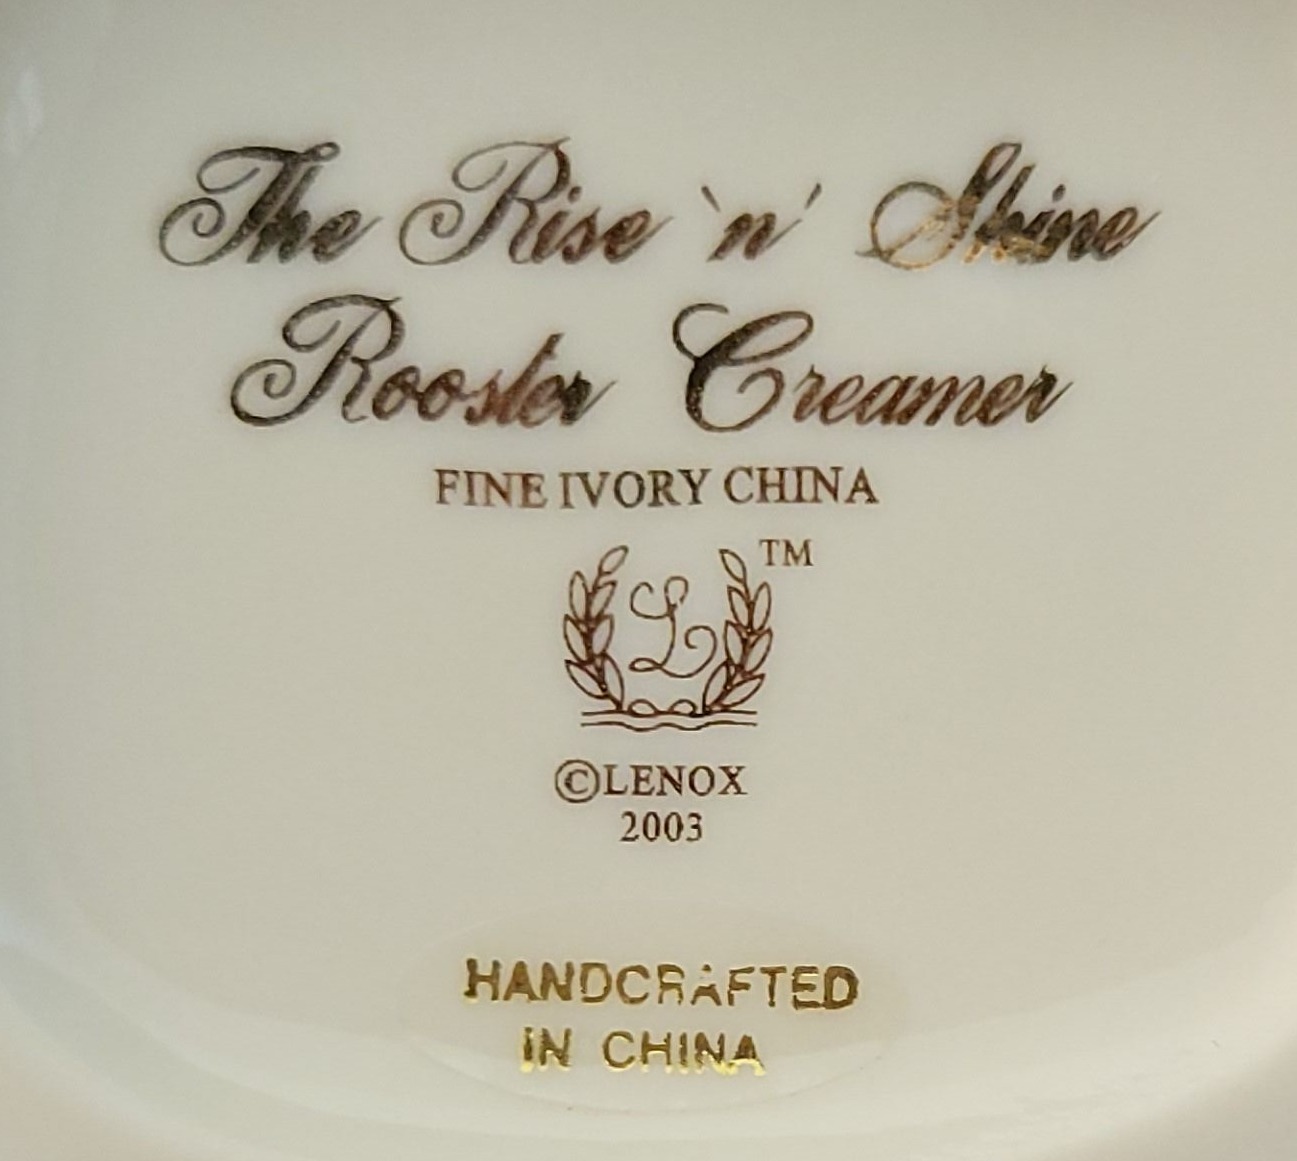 The Rise 'n' Shine
Rooster Creamer
FINE IVORY CHINA
L TM
©LENOX
2003
HANDCRAFTED
IN CHINA